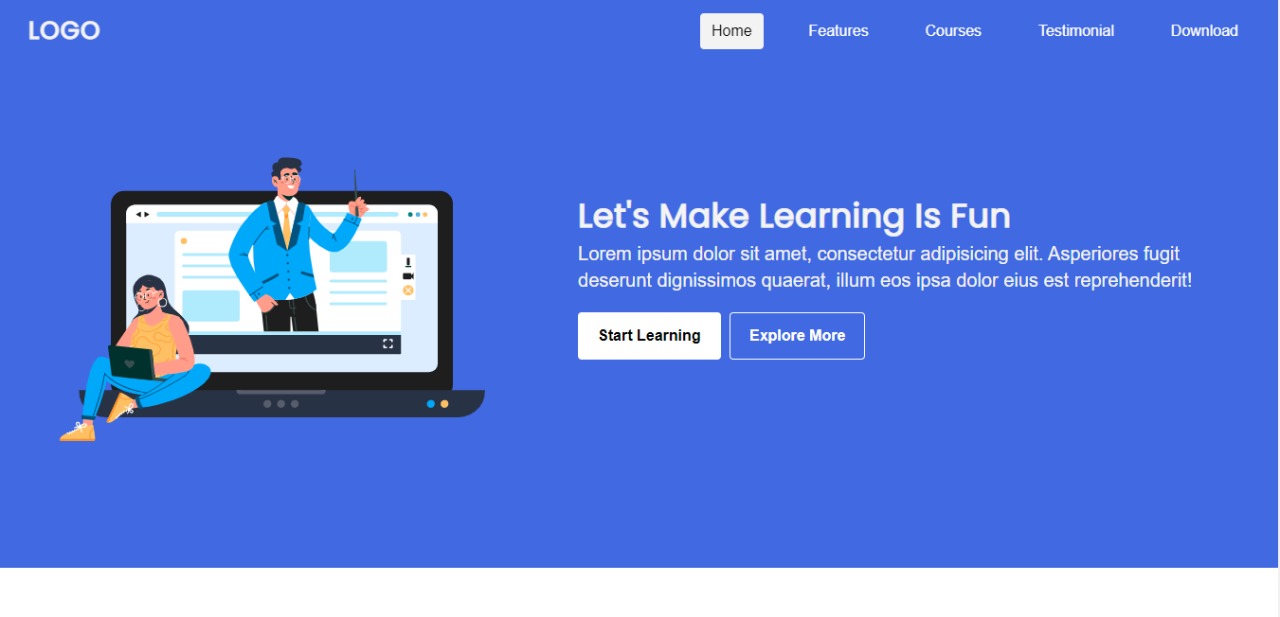 LOGO
Home Features Courses Testimonial Download
Let's Make Learning Is Fun
Lorem ipsum dolor sit amet, consectetur adipisicing elit. Asperiores fugit
deserunt dignissimos quaerat, illum eos ipsa dolor eius est reprehenderit!
Start Learning Explore More